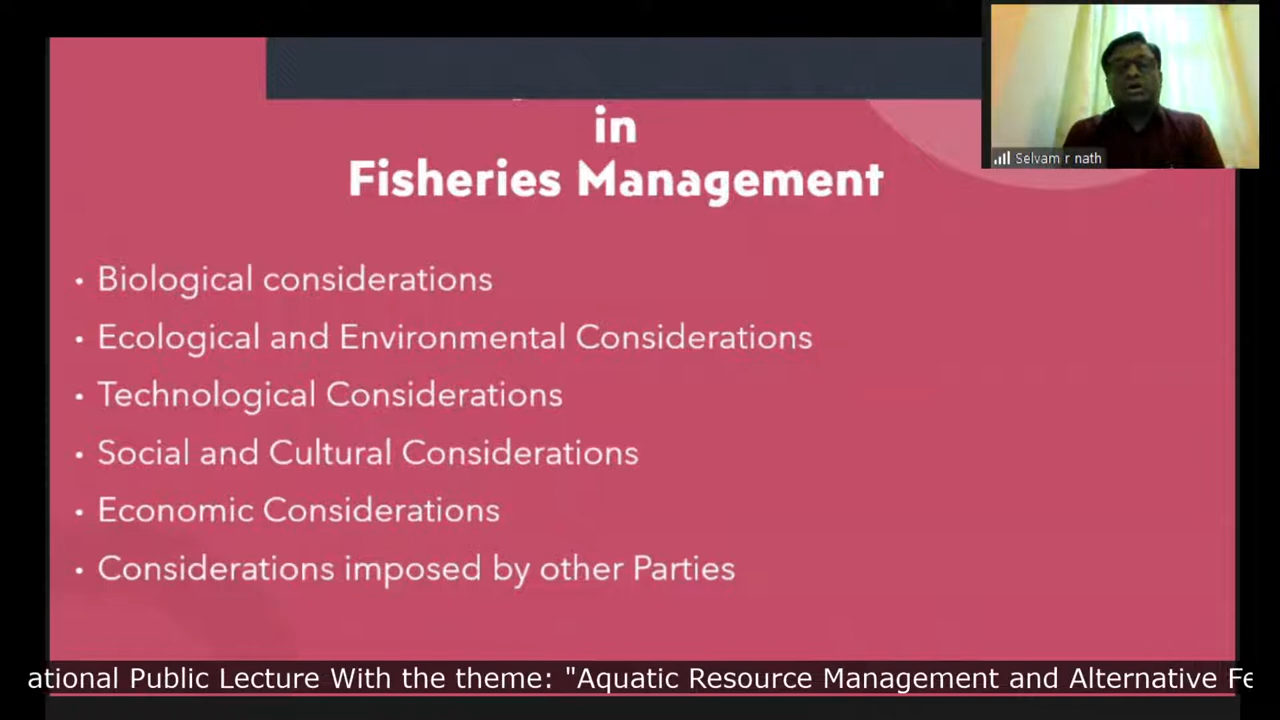 in
Fisheries Management
Selvam r nath
• Biological considerations
• Ecological and Environmental Considerations
• Technological Considerations
• Social and Cultural Considerations
• Economic Considerations
• Considerations imposed by other Parties
ational Public Lecture With the theme: "Aquatic Resource Management and Alternative Fe